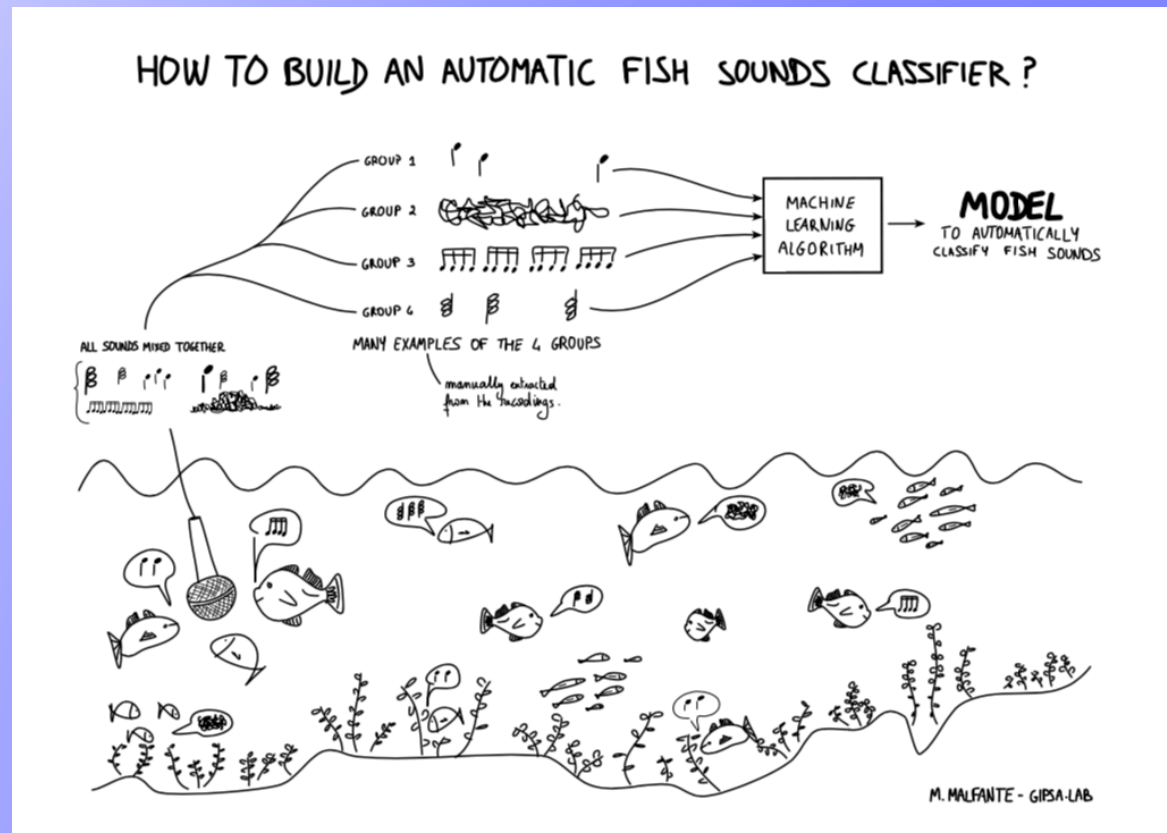 HOW TO BUILD AN AUTOMATIC FISH SOUNDS CLASSIFIER ?
GROUP 1
GROUP 2
GROUP 3
GROUP 4
MANY EXAMPLES OF THE 4 GROUPS
manually extracted
from the recordings.
MACHINE
LEARNING
ALGORITHM
MODEL
TO AUTOMATICALLY
CLASSIFY FISH SOUNDS
ALL SOUNDS MIXED TOGETHER
M. MALFANTE - GIPSA-LAB